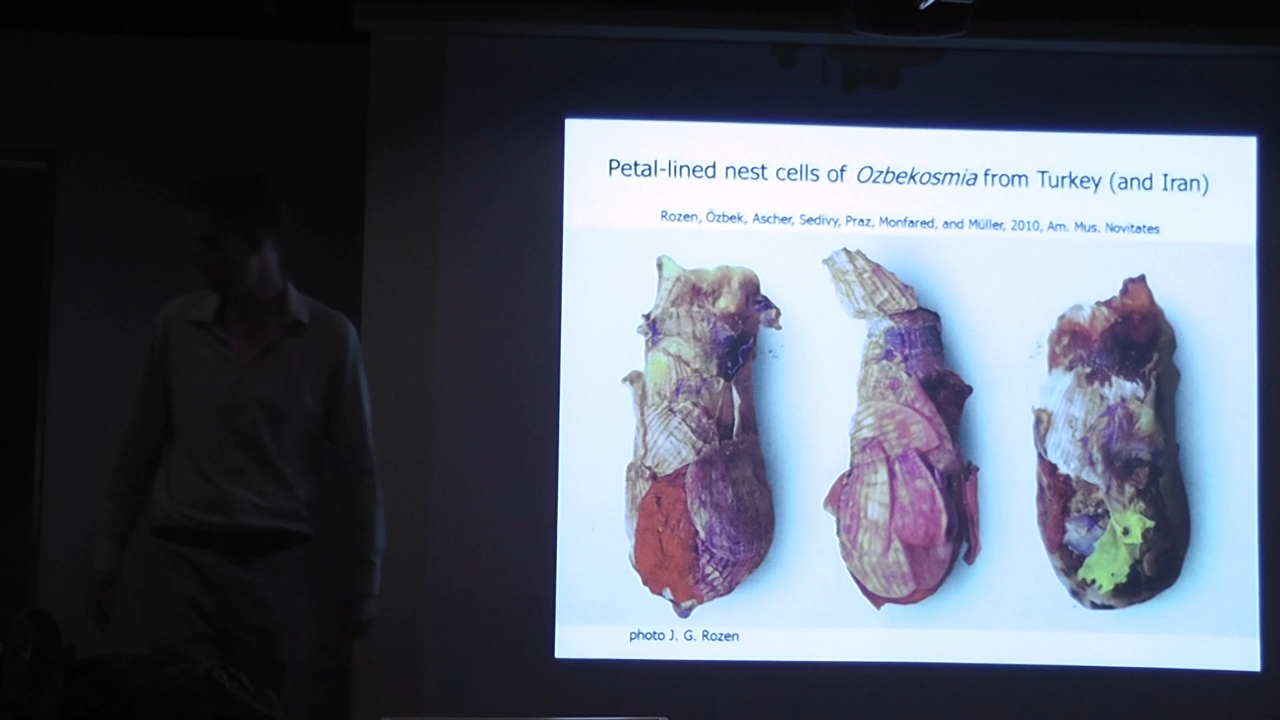 Petal-lined nest cells of Ozbekosmia from Turkey (and Iran)
Rozen, Özbek, Ascher, Sedivy, Praz, Monfared, and Müller, 2010, Am. Mus. Novitates
photo J. G. Rozen